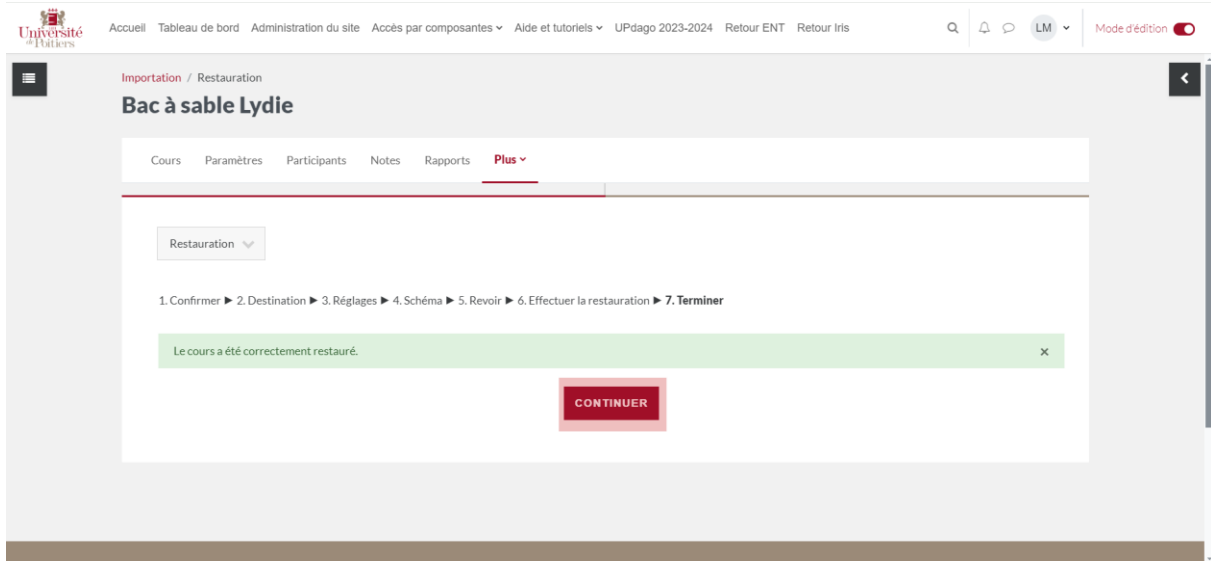 Université
de Poitiers
Accueil Tableau de bord Administration du site Accès par composantes Aide et tutoriels UPdago 2023-2024 Retour ENT Retour Iris LM Mode d'édition
Importation / Restauration
Bac à sable Lydie
Cours Paramètres Participants Notes Rapports Plus
Restauration
1. Confirmer ► 2. Destination ► 3. Réglages ► 4. Schéma ► 5. Revoir ► 6. Effectuer la restauration ► 7. Terminer
Le cours a été correctement restauré. ×
CONTINUER